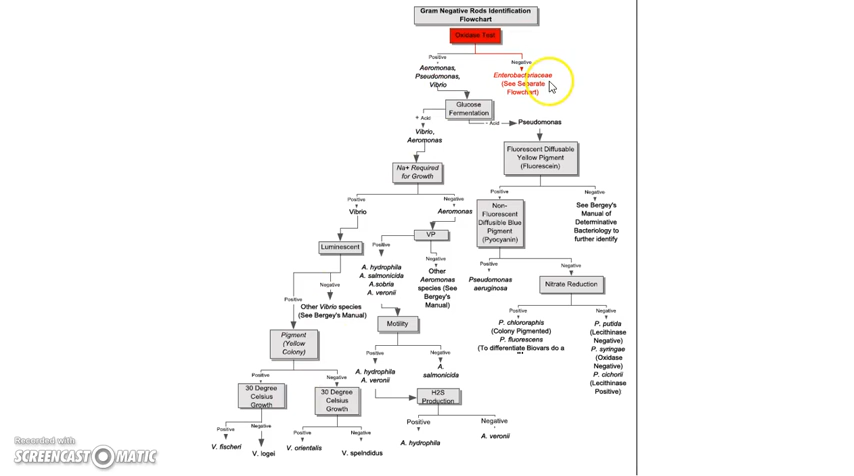 Gram Negative Rods Identification
Flowchart
Oxidase Test
Positive
Negative
Aeromonas,
Pseudomonas,
Vibrio
Enterobacteriaceae
(See Separate
Flowchart)
Glucose
Fermentation
+ Acid
- Acid
Pseudomonas
Vibrio,
Aeromonas
Fluorescent Diffusable
Yellow Pigment
(Fluorescein)
Na+ Required
for Growth
Positive
Negative
Positive
Negative
Vibrio
Aeromonas
Non-
Fluorescent
Diffusible Blue
Pigment
(Pyocyanin)
See Bergey's
Manual of
Determinative
Bacteriology to
further identify
VP
Luminescent
Positive
Negative
A. hydrophila
A. salmonicida
A.sobria
A. veronii
Other
Aeromonas
species (See
Bergey's
Manual)
Positive
Negative
Pseudomonas
aeruginosa
Nitrate Reduction
Positive
Negative
Other Vibrio species
(See Bergey's Manual)
Motility
Positive
Negative
P. chlororaphis
(Colony Pigmented)
P. fluorescens
(To differentiate Biovars do a
P. putida
(Lecithinase
Negative)
P. syringae
(Oxidase
Negative)
P. cichorii
(Lecithinase
Positive)
Pigment
(Yellow
Colony)
Positive
Negative
A. hydrophila
A. veronii
A.
salmonicida
Positive
Negative
30 Degree
Celsius
Growth
30 Degree
Celsius
Growth
H2S
Production
Positive
Negative
Positive
Negative
Positive
Negative
V. fischeri
V. logei
V. orientalis
V. spelndidus
A. hydrophila
A. veronii
Recorded with
SCREENCAST MATIC